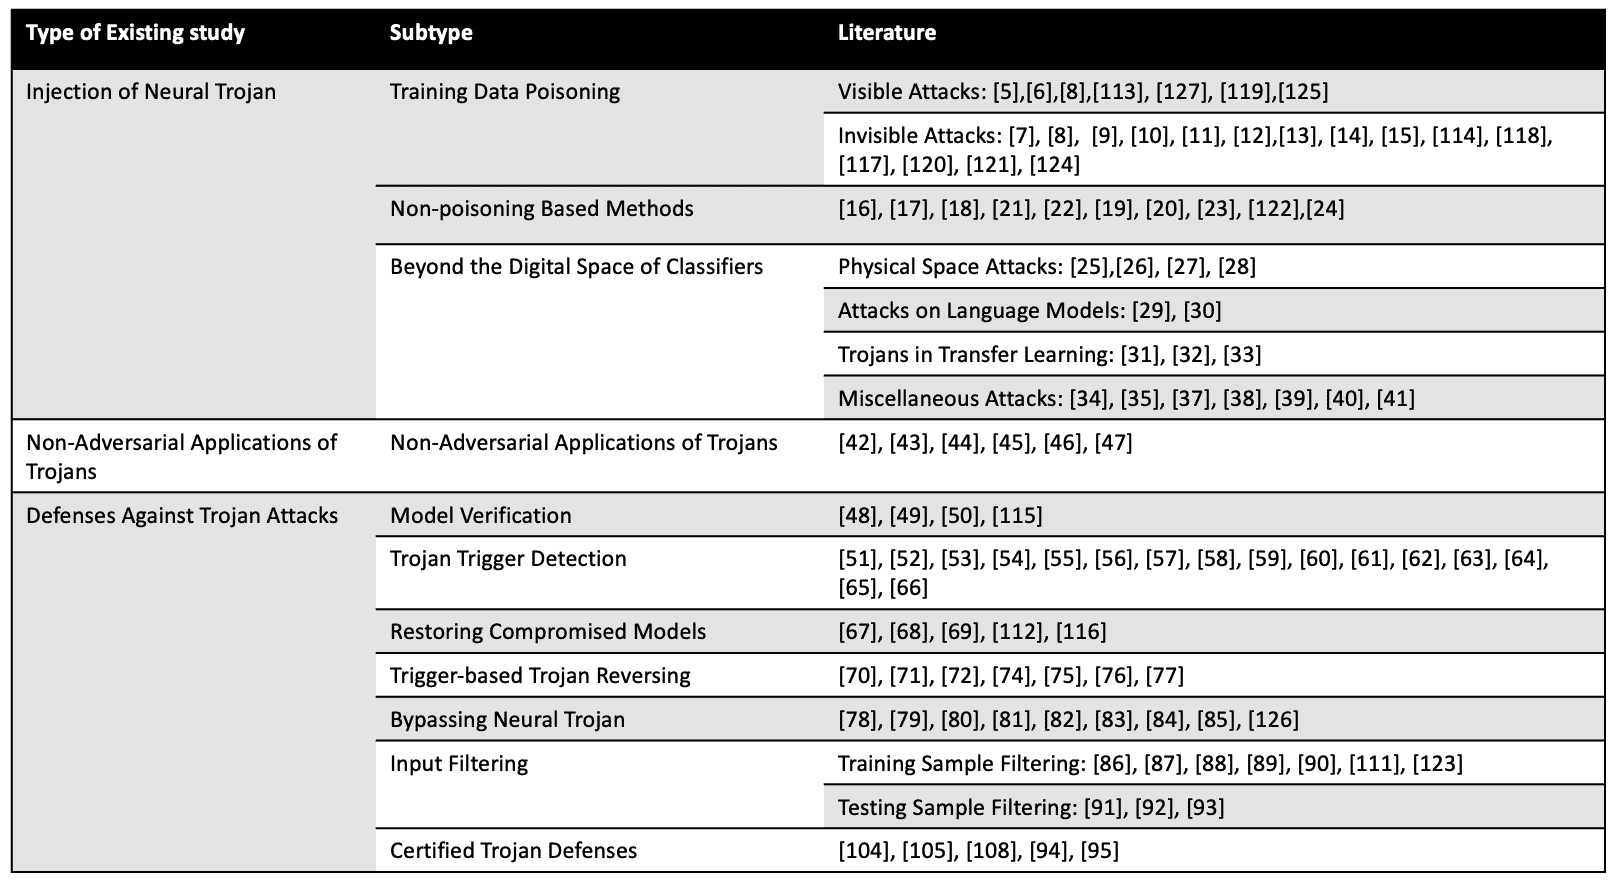 Type of Existing study
Subtype
Literature
Injection of Neural Trojan
Training Data Poisoning
Visible Attacks: [5],[6],[8],[113], [127], [119],[125]
Invisible Attacks: [7], [8],  [9], [10], [11], [12],[13], [14], [15], [114], [118],
[117], [120], [121], [124]
Non-poisoning Based Methods
[16], [17], [18], [21], [22], [19], [20], [23], [122],[24]
Beyond the Digital Space of Classifiers
Physical Space Attacks: [25],[26], [27], [28]
Attacks on Language Models: [29], [30]
Trojans in Transfer Learning: [31], [32], [33]
Miscellaneous Attacks: [34], [35], [37], [38], [39], [40], [41]
Non-Adversarial Applications of
Trojans
Non-Adversarial Applications of Trojans
[42], [43], [44], [45], [46], [47]
Defenses Against Trojan Attacks
Model Verification
[48], [49], [50], [115]
Trojan Trigger Detection
[51], [52], [53], [54], [55], [56], [57], [58], [59], [60], [61], [62], [63], [64],
[65], [66]
Restoring Compromised Models
[67], [68], [69], [112], [116]
Trigger-based Trojan Reversing
[70], [71], [72], [74], [75], [76], [77]
Bypassing Neural Trojan
[78], [79], [80], [81], [82], [83], [84], [85], [126]
Input Filtering
Training Sample Filtering: [86], [87], [88], [89], [90], [111], [123]
Testing Sample Filtering: [91], [92], [93]
Certified Trojan Defenses
[104], [105], [108], [94], [95]